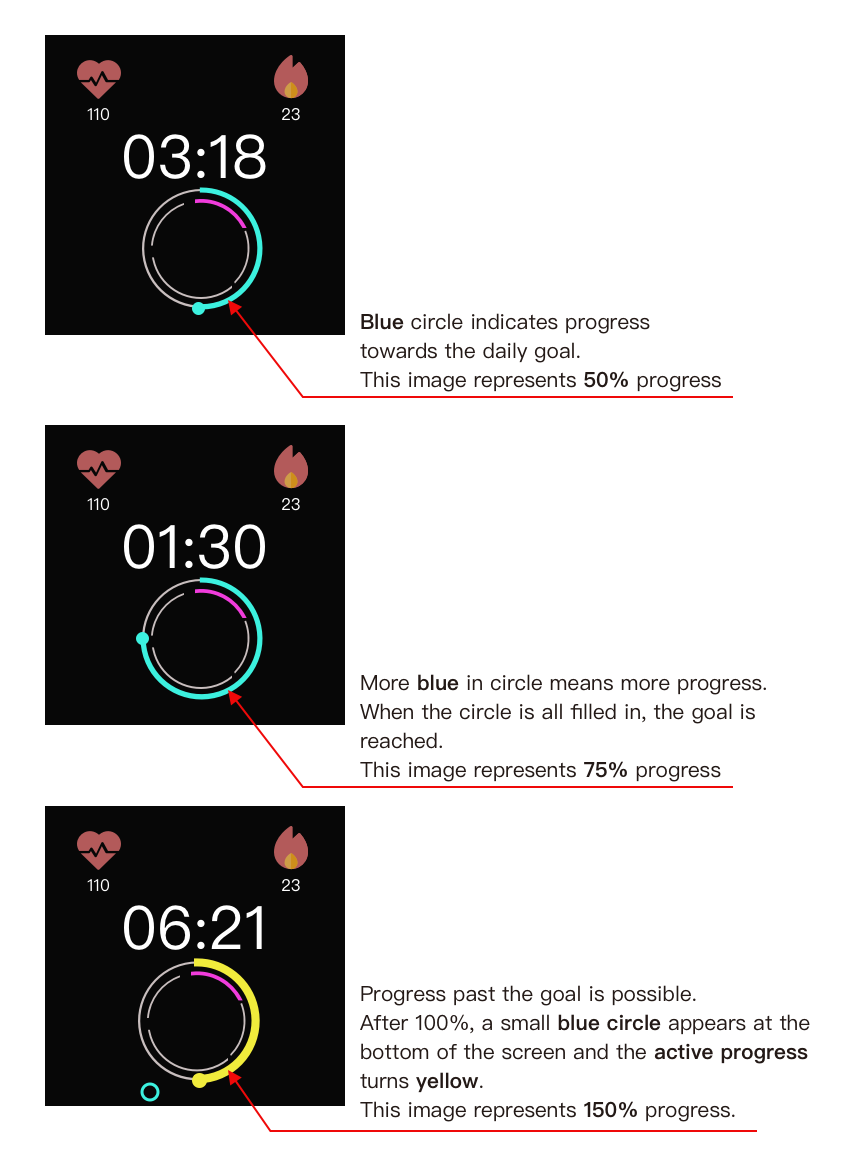 110 23
03:18
Blue circle indicates progress
towards the daily goal.
This image represents 50% progress
110 23
01:30
More blue in circle means more progress.
When the circle is all filled in, the goal is
reached.
This image represents 75% progress
110 23
06:21
Progress past the goal is possible.
After 100%, a small blue circle appears at the
bottom of the screen and the active progress
turns yellow.
This image represents 150% progress.